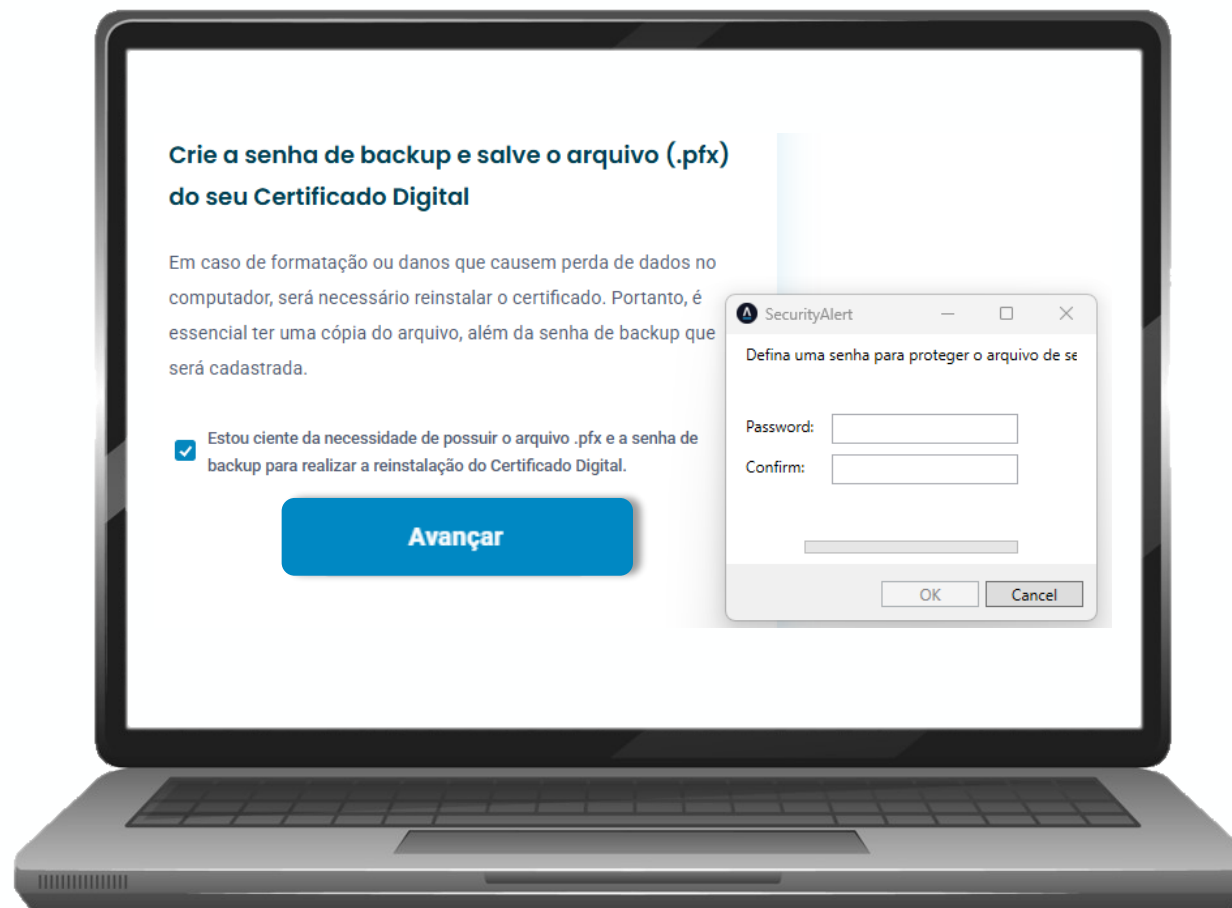 Crie a senha de backup e salve o arquivo (.pfx)
do seu Certificado Digital
Em caso de formatação ou danos que causem perda de dados no
computador, será necessário reinstalar o certificado. Portanto, é
essencial ter uma cópia do arquivo, além da senha de backup que
será cadastrada.
Estou ciente da necessidade de possuir o arquivo .pfx e a senha de
backup para realizar a reinstalação do Certificado Digital.
Avançar
SecurityAlert
Defina uma senha para proteger o arquivo de se
Password:
Confirm:
OK
Cancel